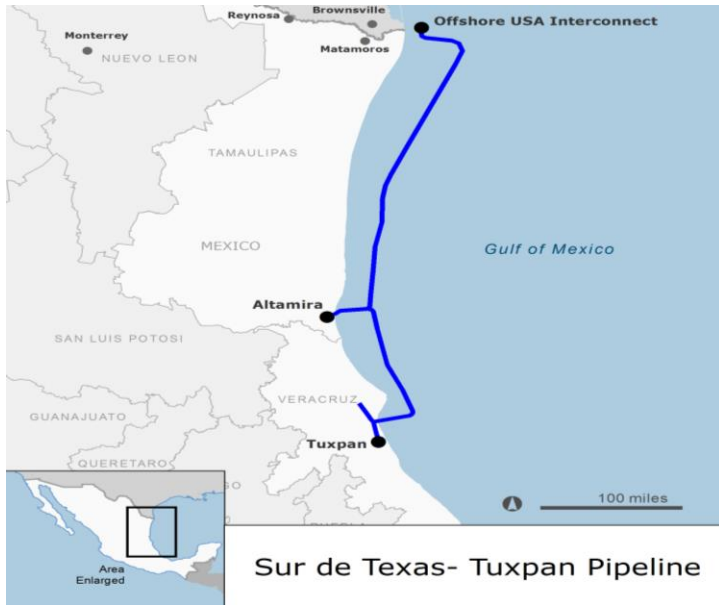 Brownsville
Offshore USA Interconnect
Reynosa
Monterrey
Matamoros
NUEVO LEON
TAMAULIPAS
MEXICO
Gulf of Mexico
Altamira
SAN LUIS POTOSI
VERACRUZ
GUANAJUATO
Tuxpan
QUERETARO
100 miles
Area
Enlarged
Sur de Texas- Tuxpan Pipeline